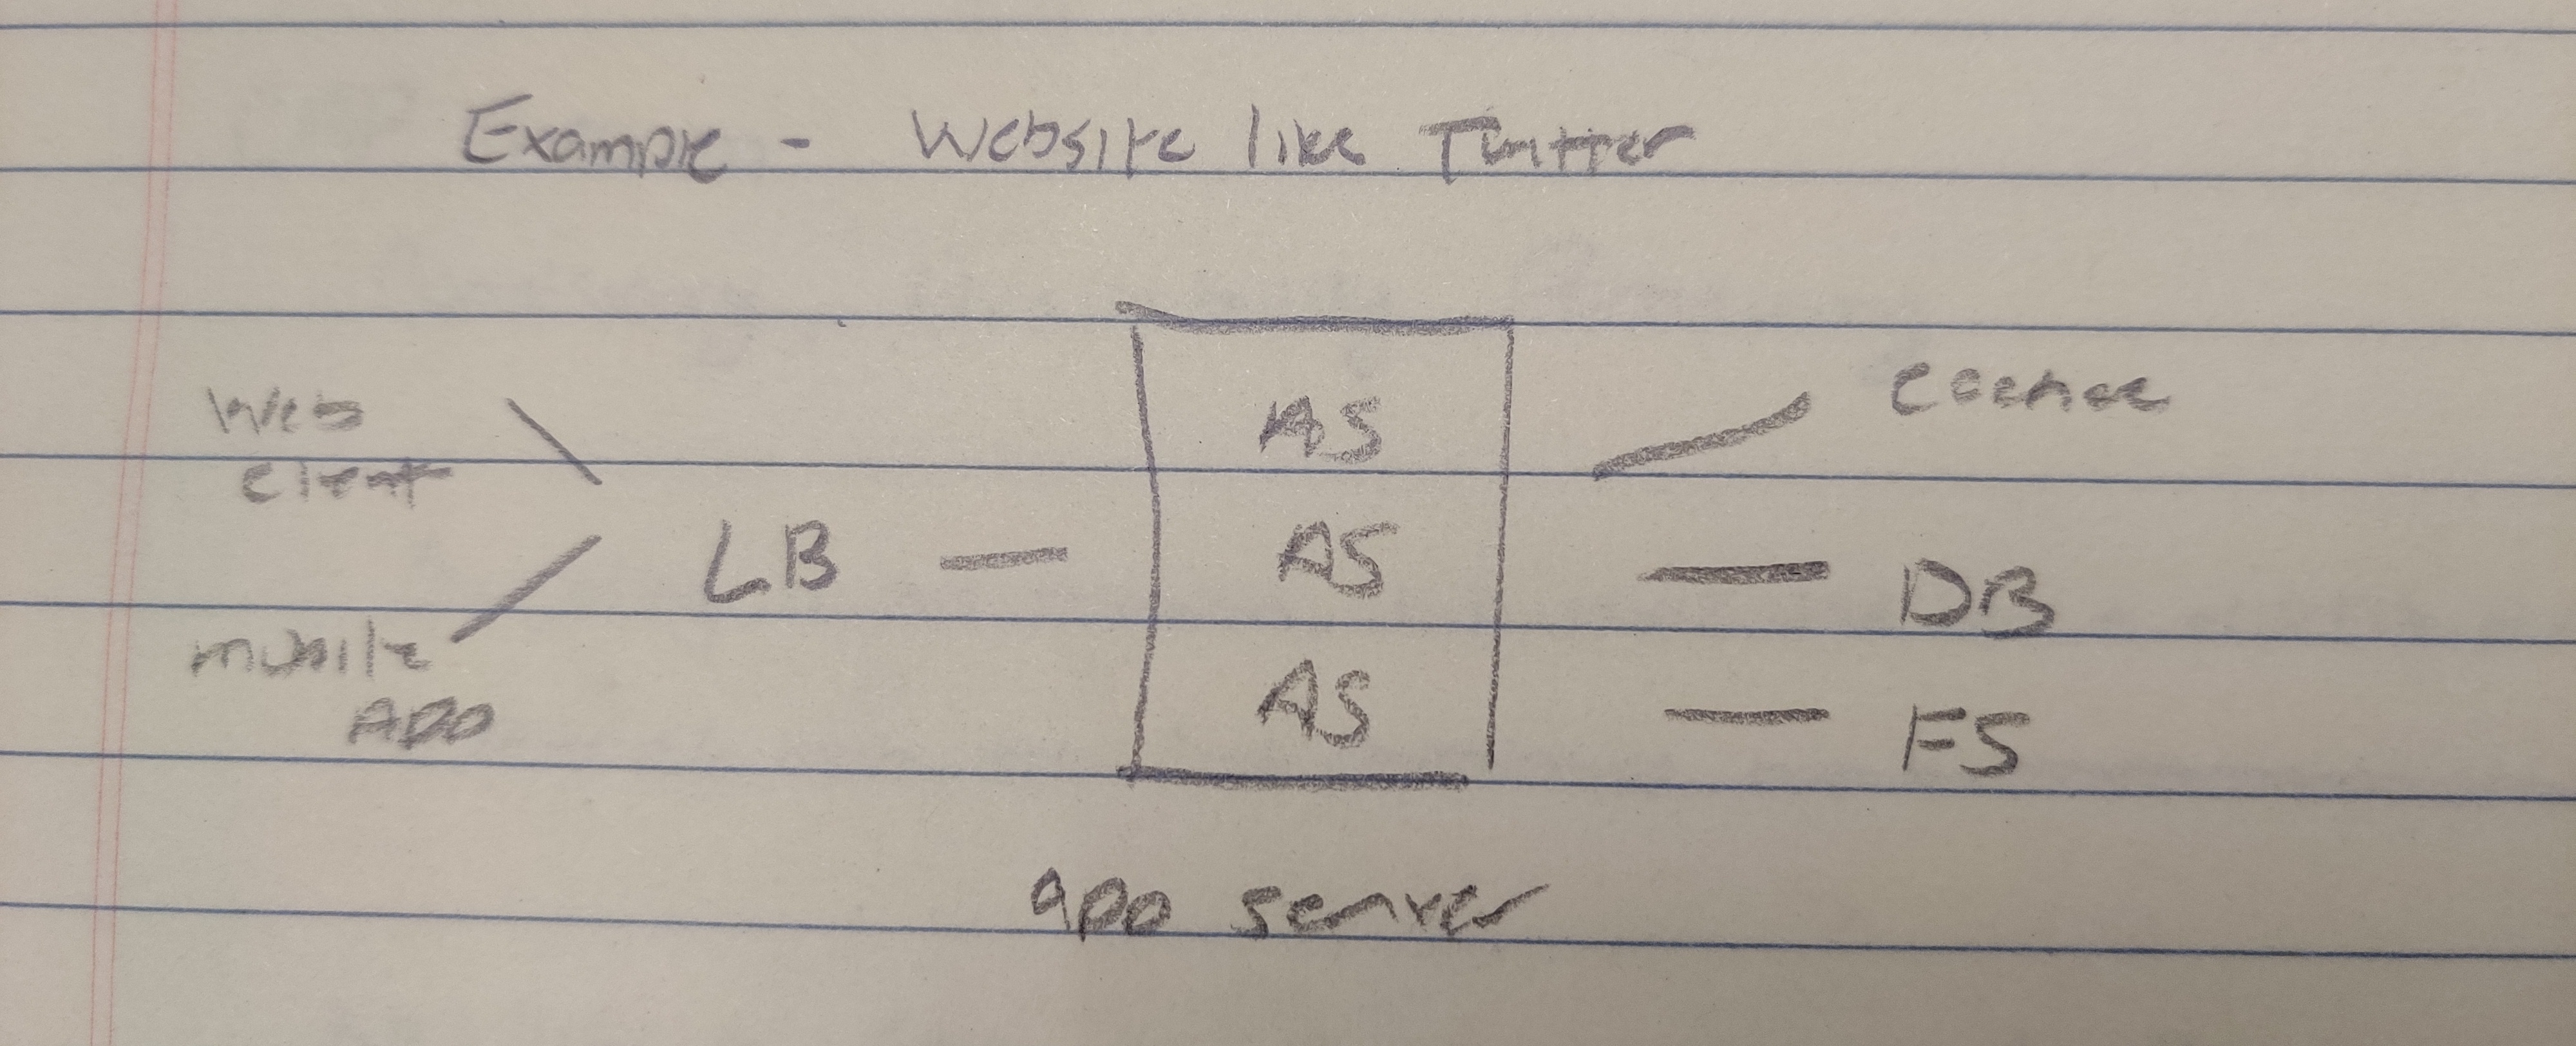 Example - Website like Twitter
Web
client
mobile
App
LB
AS
AS
AS
cache
DB
FS
app server